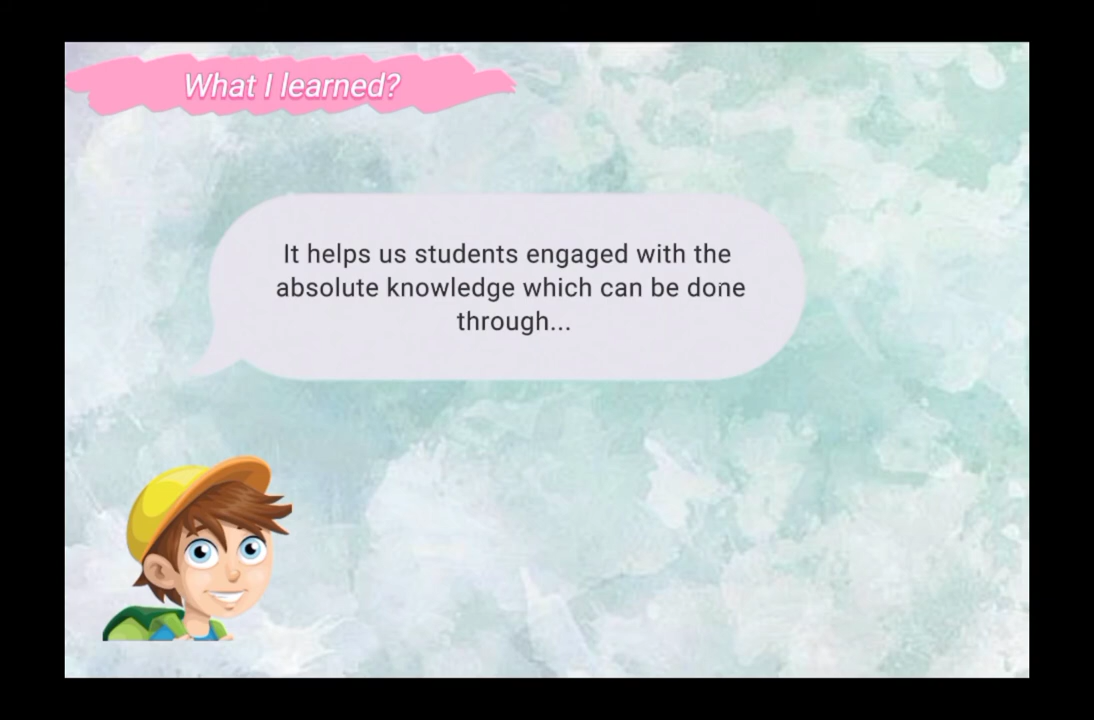 What I learned?
It helps us students engaged with the
absolute knowledge which can be done
through...